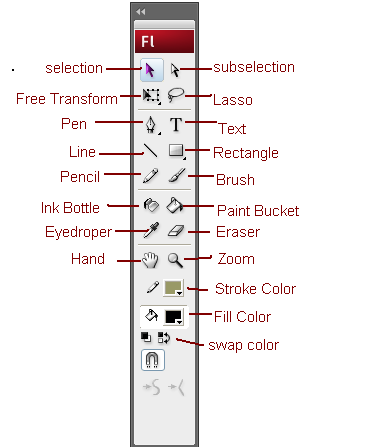 Fl
selection subselection
Free Transform Lasso
Pen T Text
Line Rectangle
Pencil Brush
Ink Bottle Paint Bucket
Eyedroper Eraser
Hand Zoom
Stroke Color
Fill Color
swap color